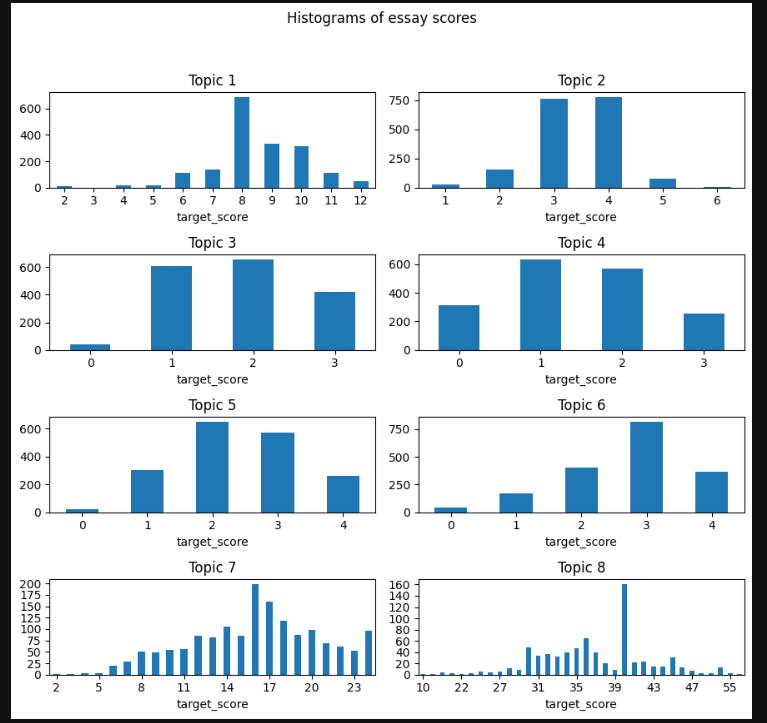 Histograms of essay scores
Topic 1
600
400
200
0
2 3 4 5 6 7 8 9 10 11 12
target_score
Topic 2
750
500
250
0
1 2 3 4 5 6
target_score
Topic 3
600
400
200
0
0 1 2 3
target_score
Topic 4
600
400
200
0
0 1 2 3
target_score
Topic 5
600
400
200
0
0 1 2 3 4
target_score
Topic 6
750
500
250
0
0 1 2 3 4
target_score
Topic 7
200
175
150
125
100
75
50
25
0
2 5 8 11 14 17 20 23
target_score
Topic 8
160
140
120
100
80
60
40
20
0
10 22 27 31 35 39 43 47 55
target_score